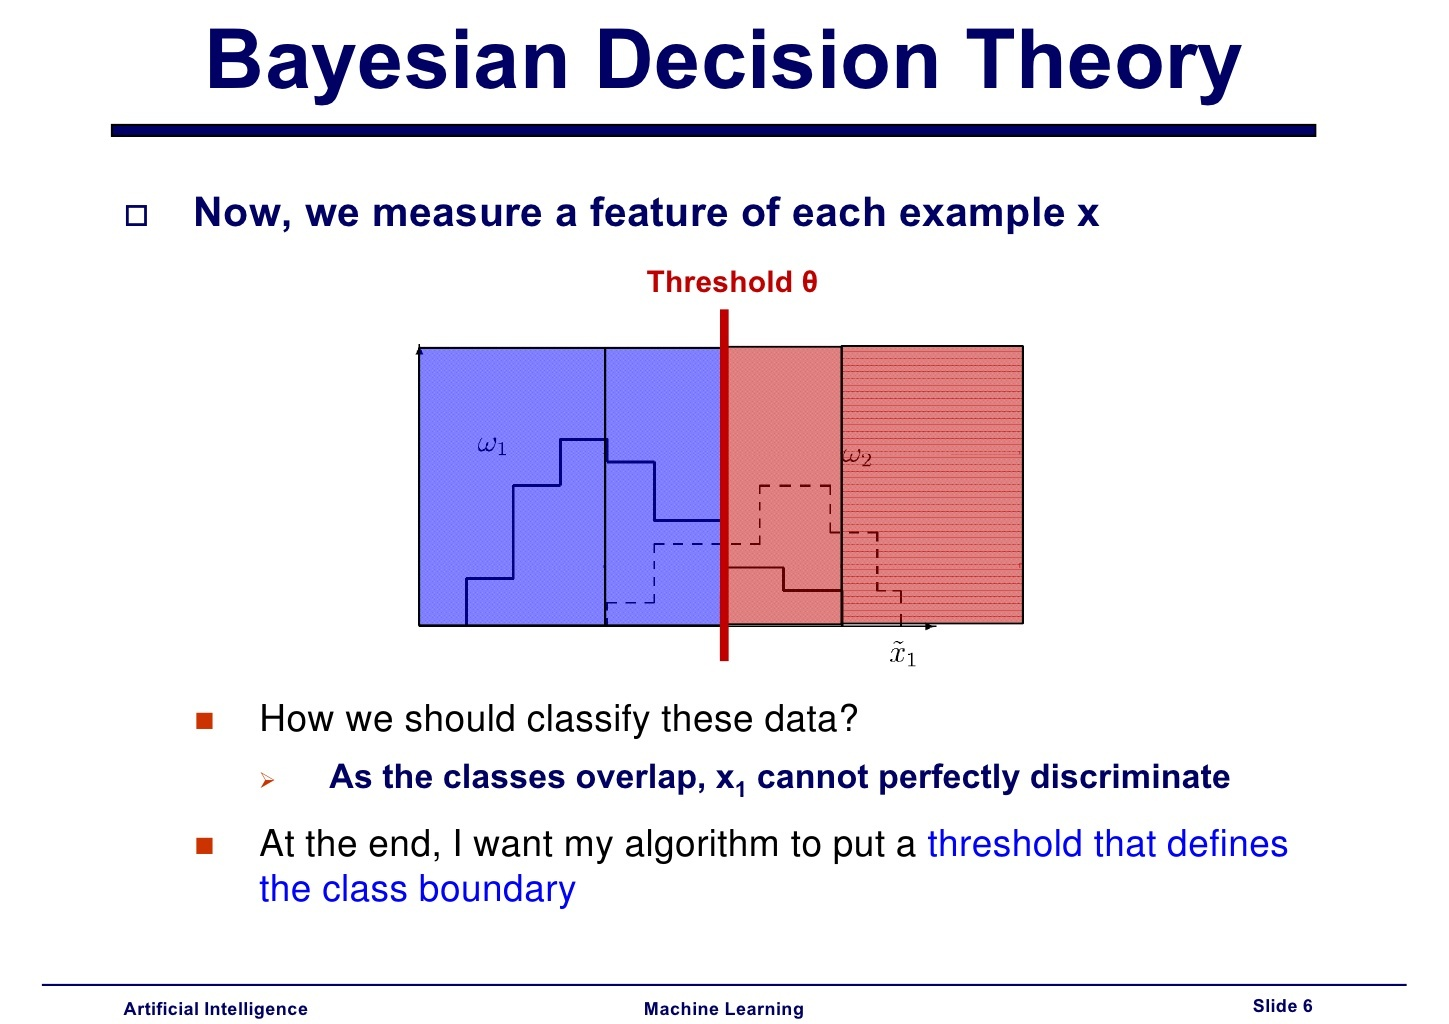 Bayesian Decision Theory
Now, we measure a feature of each example x
Threshold θ
ω₁
ω₂
x̃₁
How we should classify these data?
As the classes overlap, x₁ cannot perfectly discriminate
At the end, I want my algorithm to put a threshold that defines
the class boundary
Artificial Intelligence
Machine Learning
Slide 6